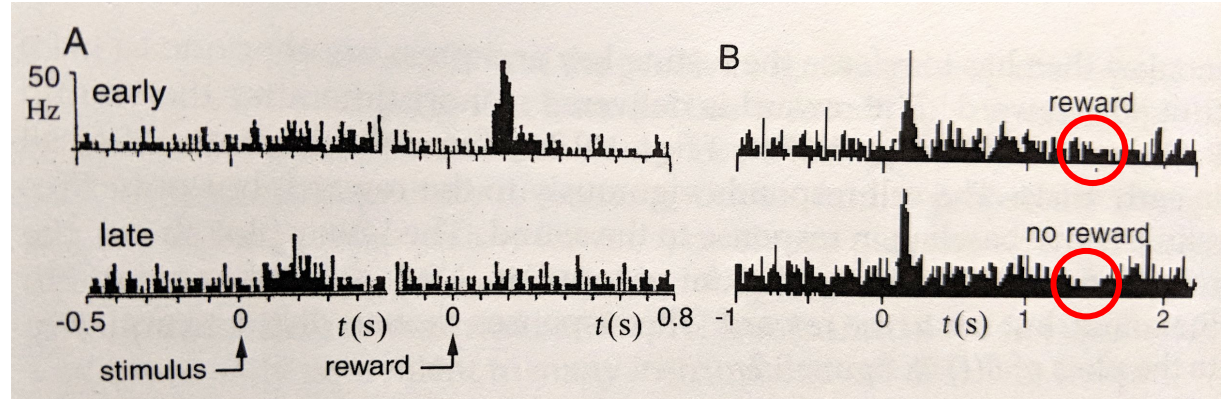 A
B
50
Hz
early
reward
late
no reward
-0.5
0
t(s)
0
t(s)
0.8
-1
0
t(s)
1
2
stimulus
reward